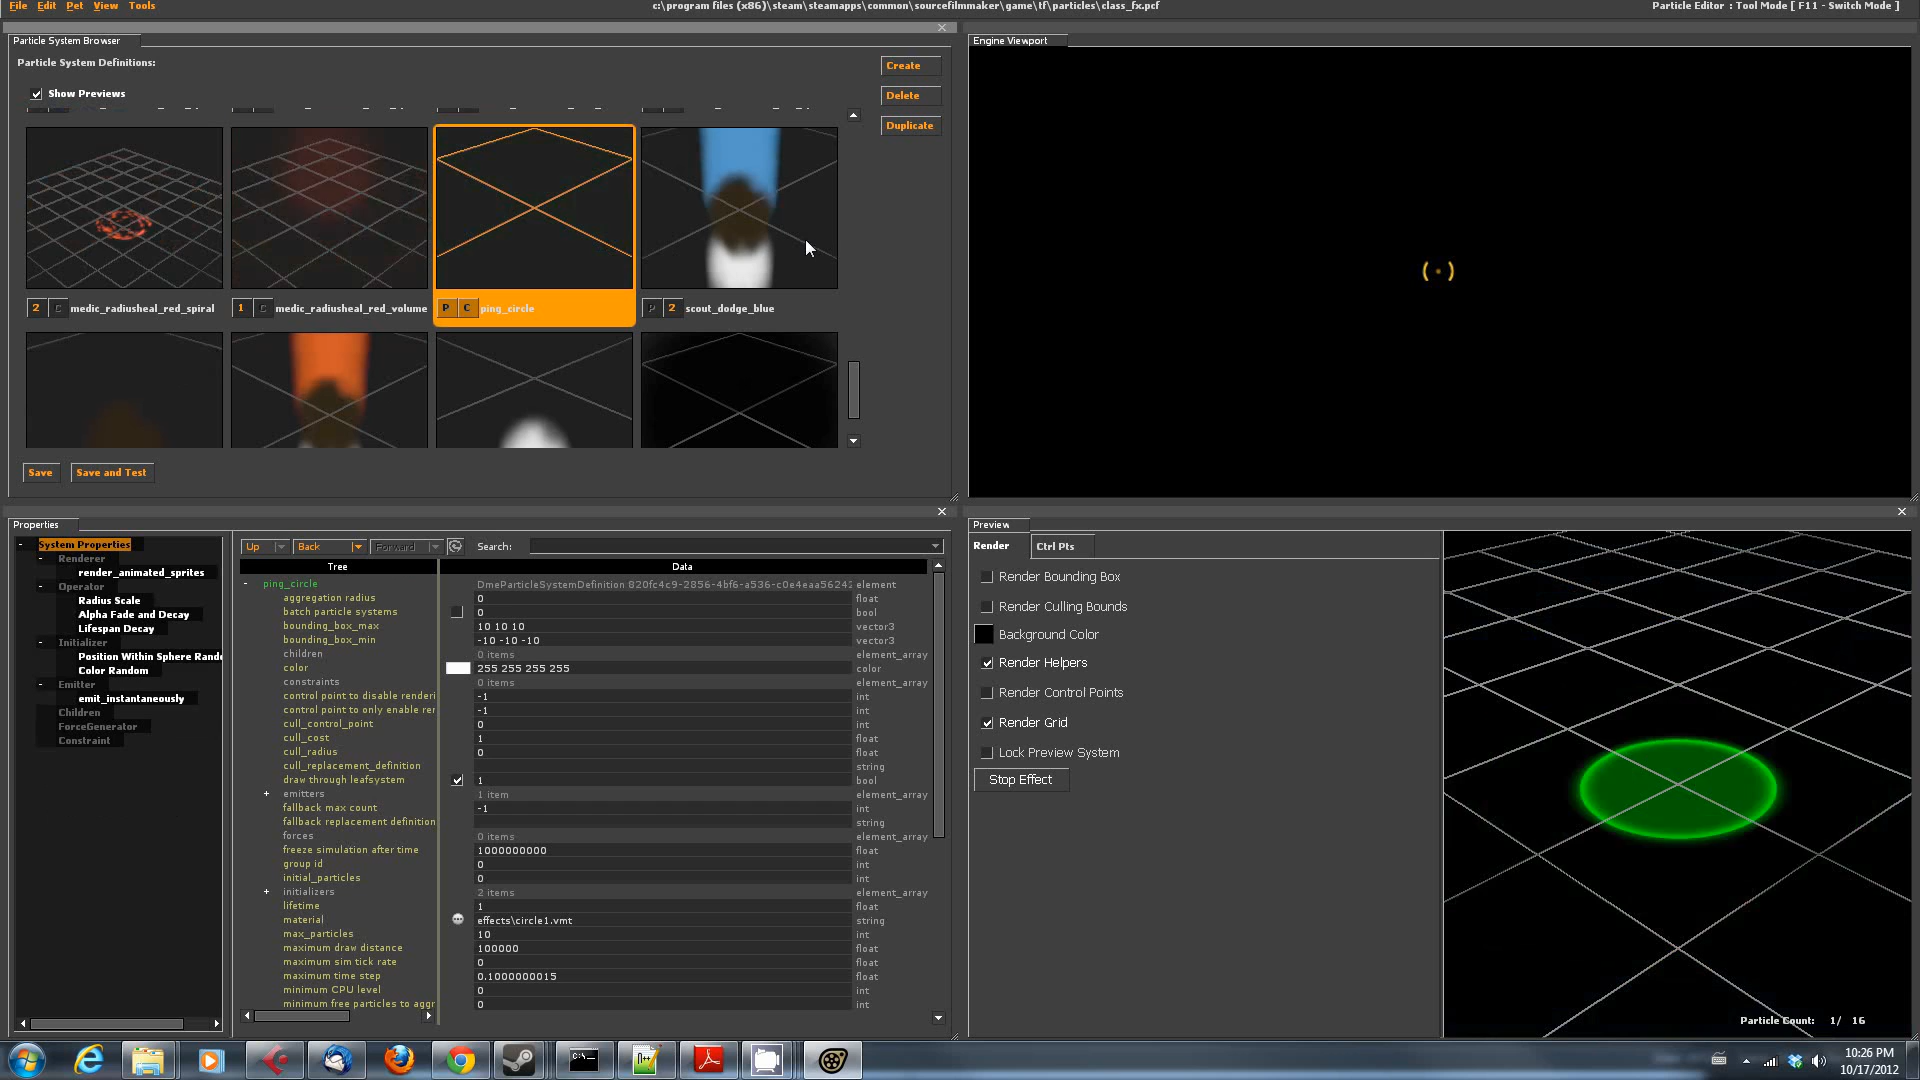 File Edit Pet View Tools
c:\program files (x86)\steam\steamapps\common\sourcefilmmaker\game\tf\particles\class_fx.pcf
Particle Editor : Tool Mode [ F11 - Switch Mode ]
Particle System Browser
Particle System Definitions:
Show Previews
Create
Delete
Duplicate
2 C medic_radiusheal_red_spiral
1 C medic_radiusheal_red_volume
P C ping_circle
P 2 scout_dodge_blue
Save
Save and Test
Engine Viewport
Properties
- System Properties
- Renderer
render_animated_sprites
- Operator
Radius Scale
Alpha Fade and Decay
Lifespan Decay
- Initializer
Position Within Sphere Rando
Color Random
- Emitter
emit_instantaneously
Children
ForceGenerator
Constraint
Up
Back
Forward
Search:
Tree Data
- ping_circle DmeParticleSystemDefinition:820fc4c9-2856-4bf6-a536-c0e4eaa56242 element
aggregation radius 0 float
batch particle systems 0 bool
bounding_box_max 10 10 10 vector3
bounding_box_min -10 -10 -10 vector3
children 0 items element_array
color 255 255 255 255 color
constraints 0 items element_array
control point to disable renderi -1 int
control point to only enable rer -1 int
cull_control_point 0 int
cull_cost 1 float
cull_radius 0 float
cull_replacement_definition string
draw through leafsystem 1 bool
+ emitters 1 item element_array
fallback max count -1 int
fallback replacement definition string
forces 0 items element_array
freeze simulation after time 1000000000 float
group id 0 int
initial_particles 0 int
+ initializers 2 items element_array
lifetime 1 float
material effects\circle1.vmt string
max_particles 10 int
maximum draw distance 100000 float
maximum sim tick rate 0 float
maximum time step 0.1000000015 float
minimum CPU level 0 int
minimum free particles to aggr 0 int
Preview
Render
Ctrl Pts
Render Bounding Box
Render Culling Bounds
Background Color
Render Helpers
Render Control Points
Render Grid
Lock Preview System
Stop Effect
Particle Count: 1/ 16
C:\_
n++
10:26 PM
10/17/2012